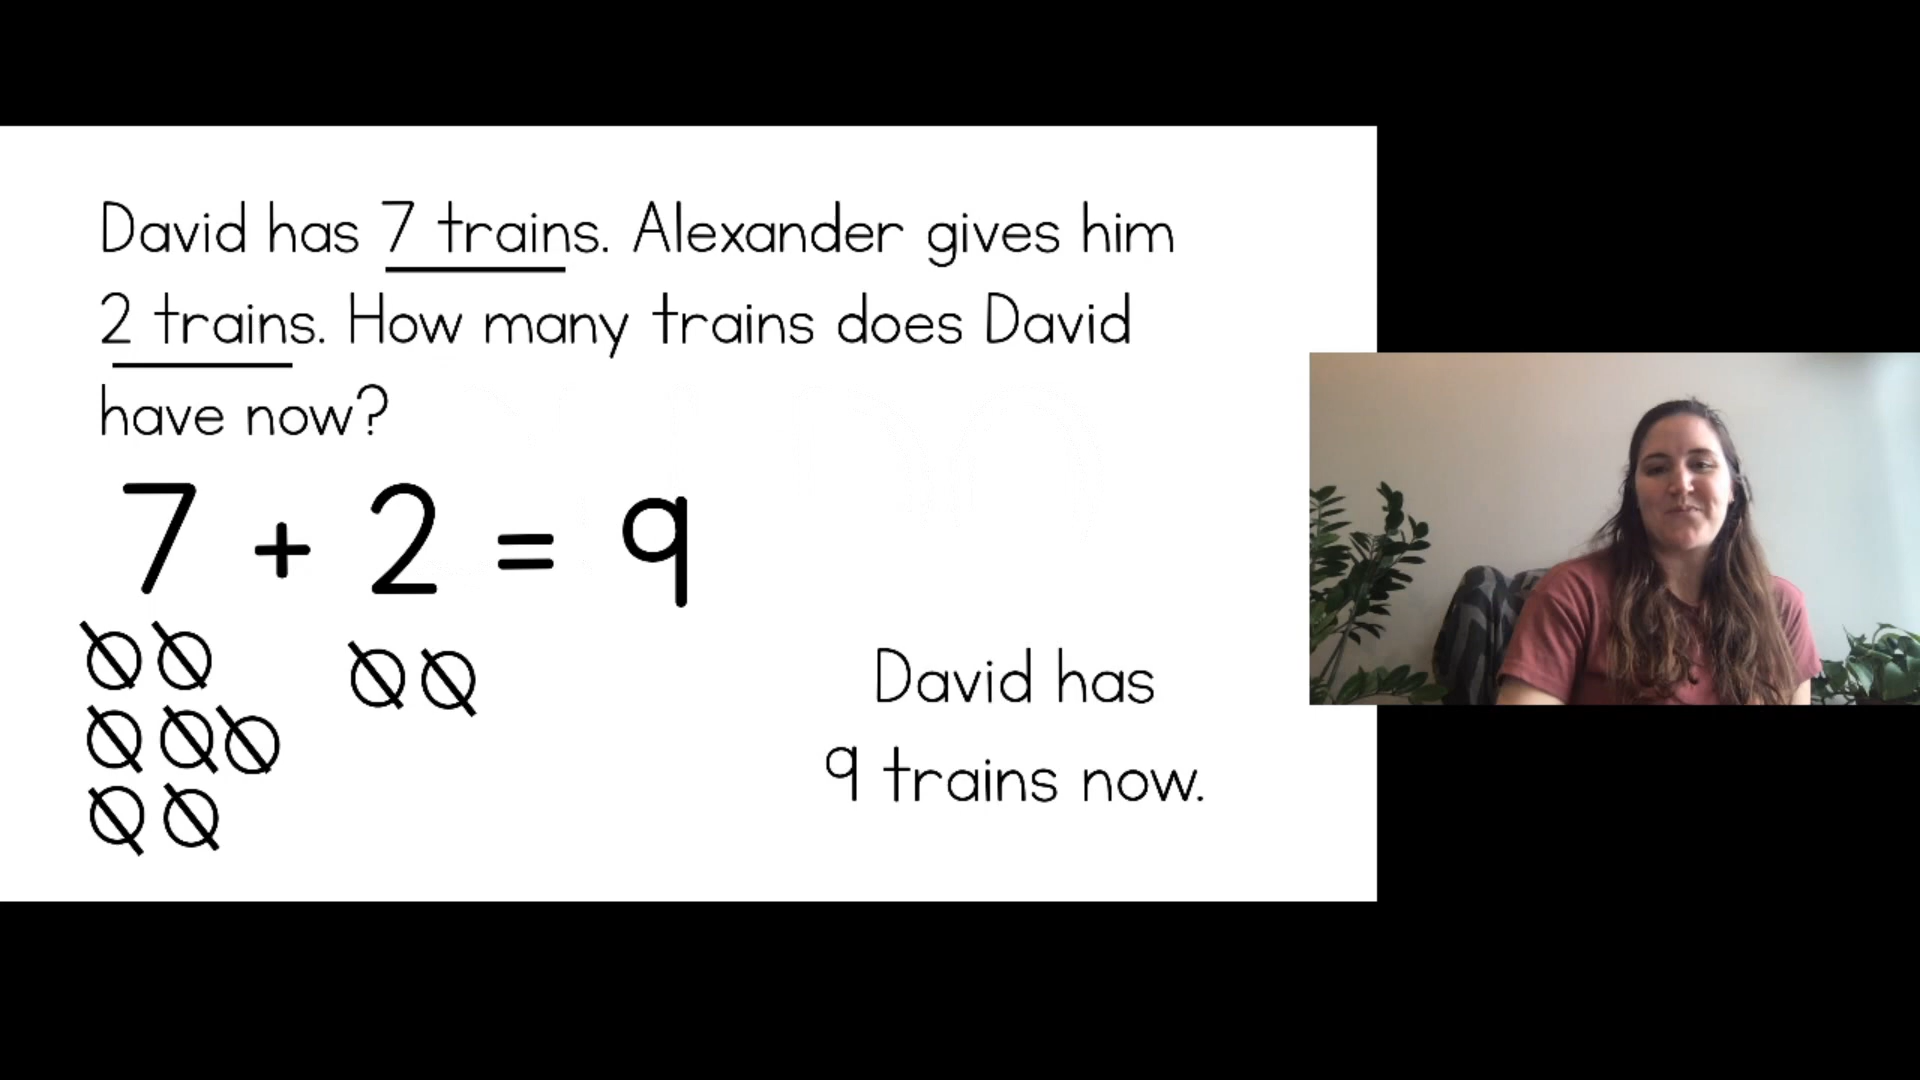 David has 7 trains. Alexander gives him
2 trains. How many trains does David
have now?
7 + 2 = 9
David has
9 trains now.